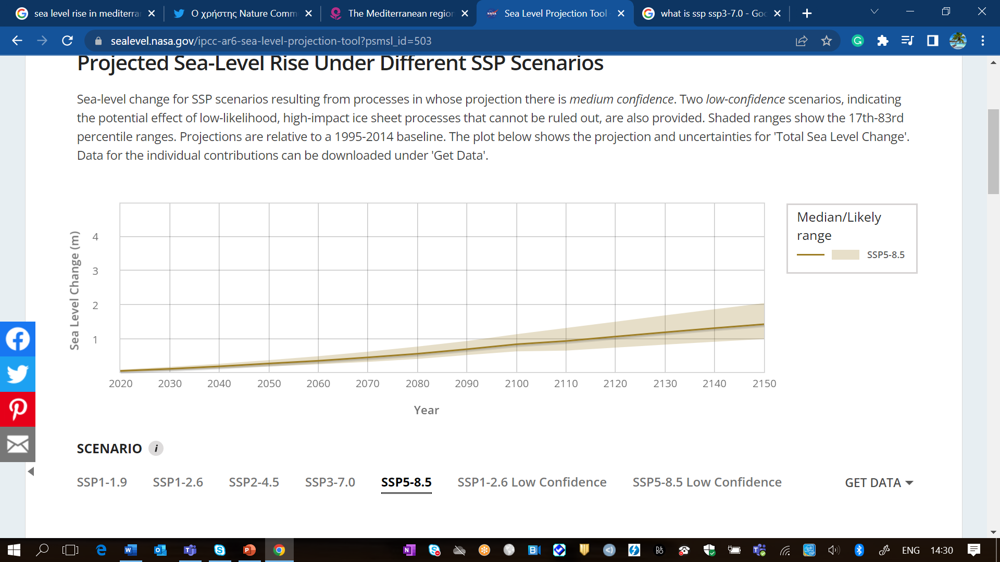 sea level rise in mediterra
Ο χρήστης Nature Comm
The Mediterranean region
Sea Level Projection Tool
what is ssp ssp3-7.0 - Goo
sealevel.nasa.gov/ipcc-ar6-sea-level-projection-tool?psmsl_id=503
Projected Sea-Level Rise Under Different SSP Scenarios
Sea-level change for SSP scenarios resulting from processes in whose projection there is medium confidence. Two low-confidence scenarios, indicating
the potential effect of low-likelihood, high-impact ice sheet processes that cannot be ruled out, are also provided. Shaded ranges show the 17th-83rd
percentile ranges. Projections are relative to a 1995-2014 baseline. The plot below shows the projection and uncertainties for 'Total Sea Level Change'.
Data for the individual contributions can be downloaded under 'Get Data'.
Sea Level Change (m)
4
3
2
1
2020 2030 2040 2050 2060 2070 2080 2090 2100 2110 2120 2130 2140 2150
Year
Median/Likely
range
SSP5-8.5
SCENARIO i
SSP1-1.9 SSP1-2.6 SSP2-4.5 SSP3-7.0 SSP5-8.5 SSP1-2.6 Low Confidence SSP5-8.5 Low Confidence GET DATA
ENG 14:30